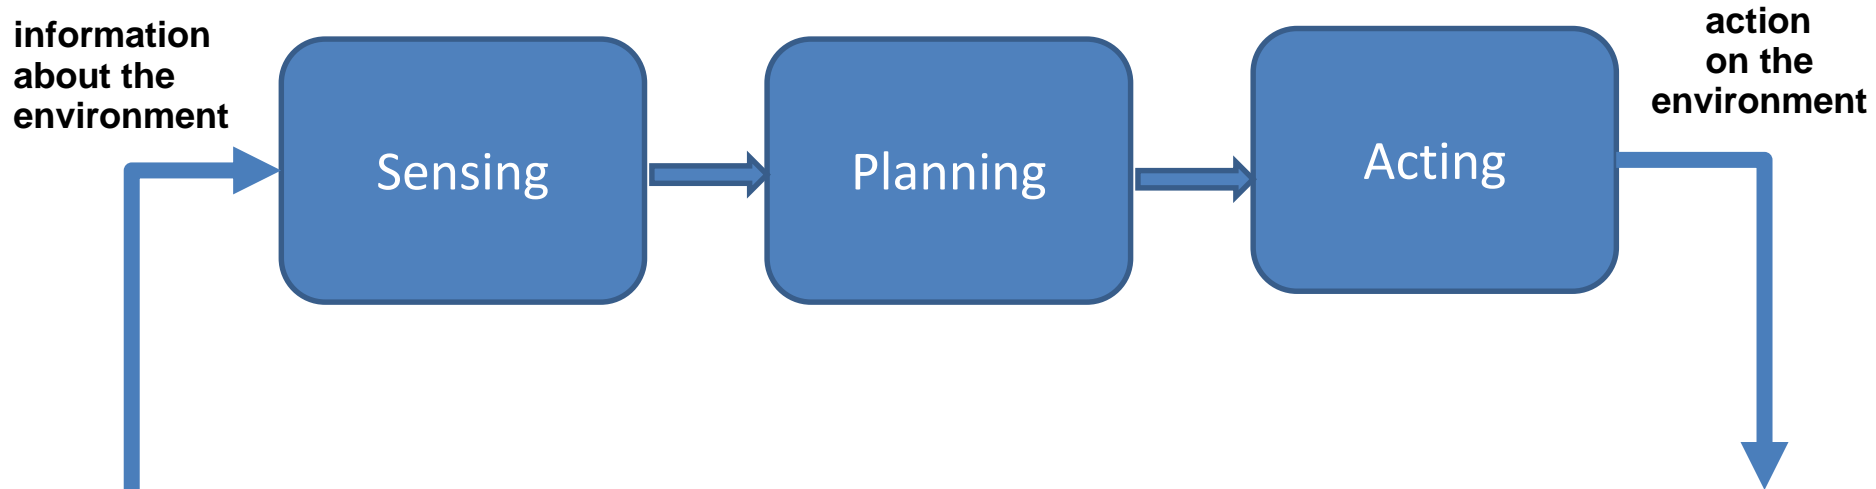 information
about the
environment
Sensing
Planning
Acting
action
on the
environment